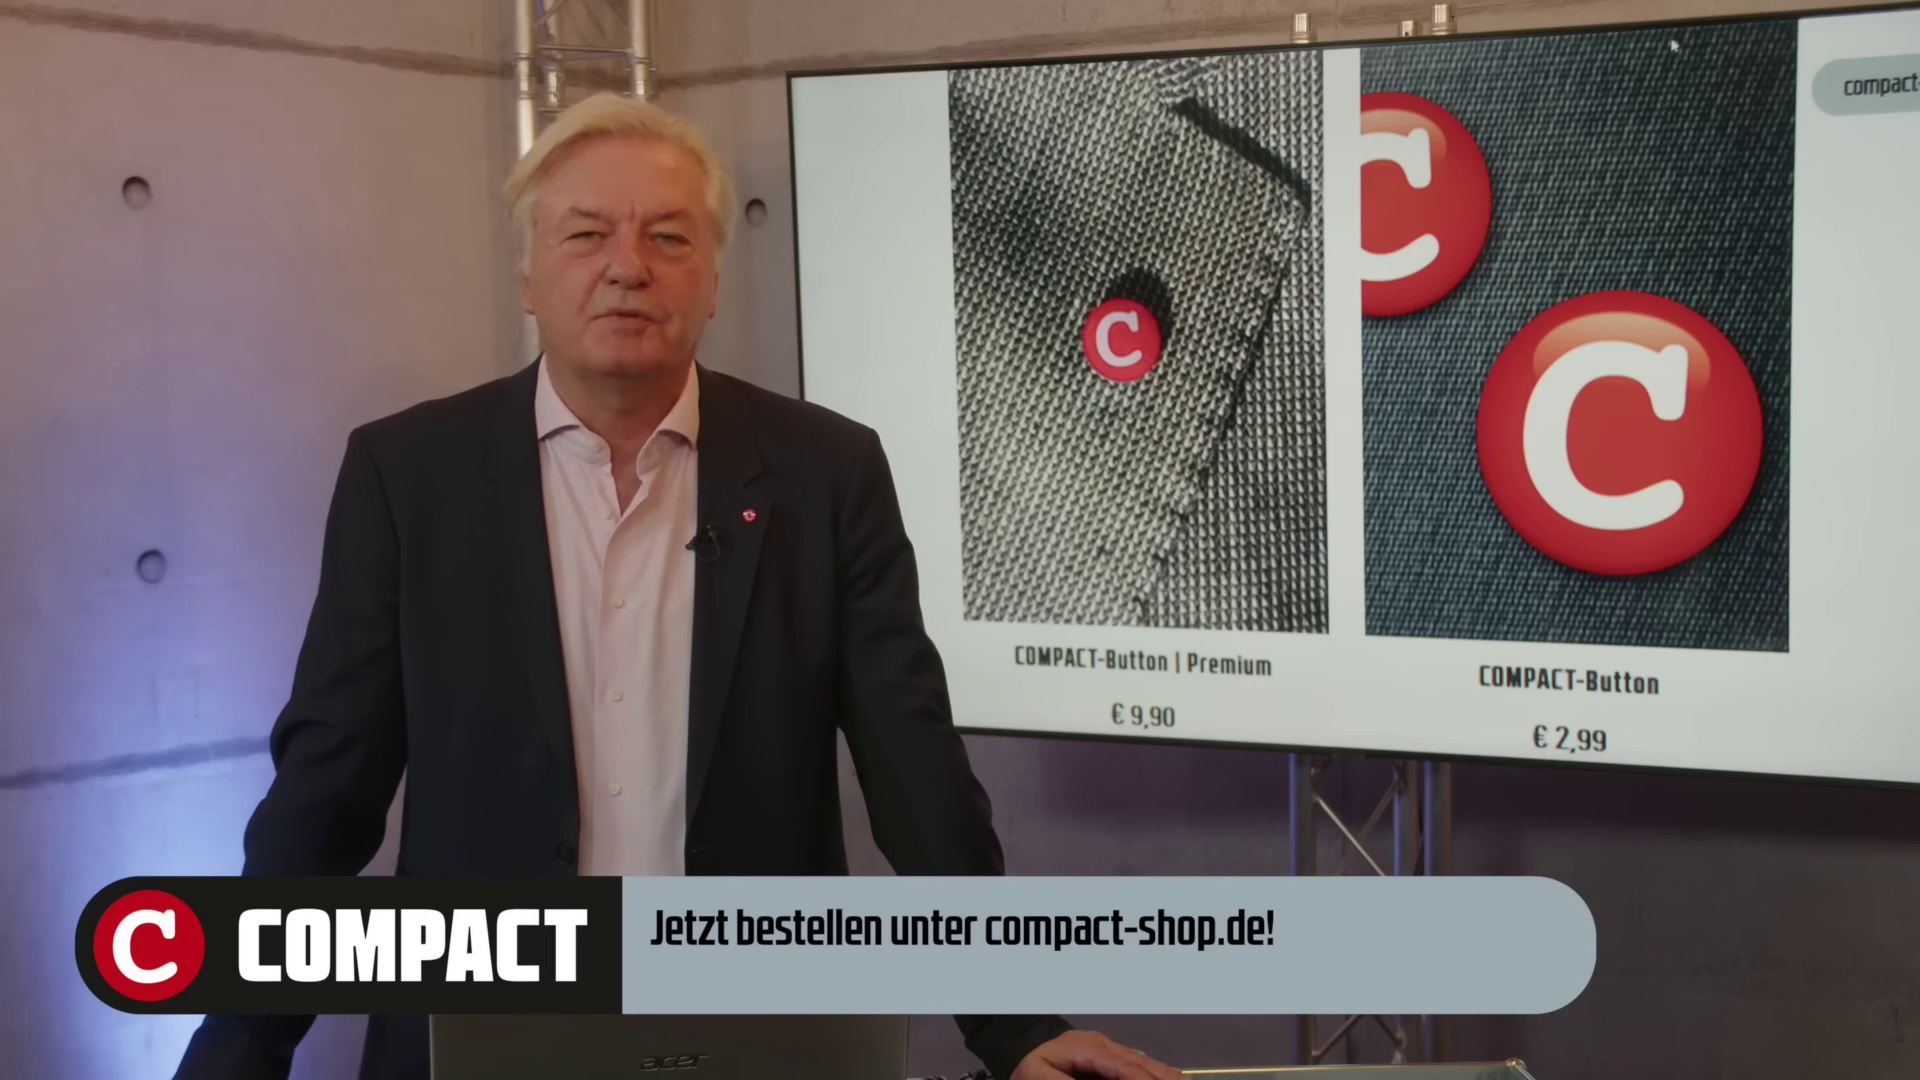 compact-
C
C
C
COMPACT-Button | Premium
€ 9,90
COMPACT-Button
€ 2,99
C COMPACT
Jetzt bestellen unter compact-shop.de!
acer